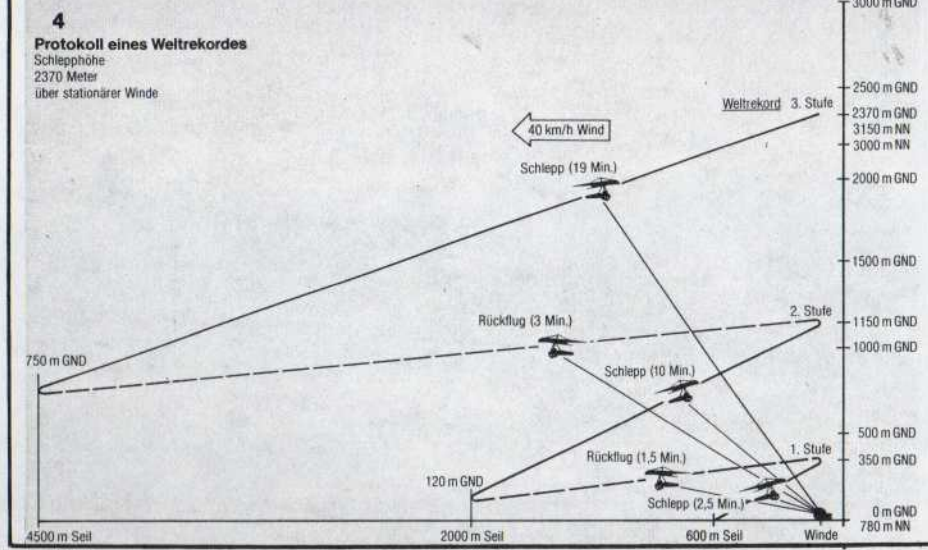 3000 m GND
4
Protokoll eines Weltrekordes
Schlepphöhe
2370 Meter
über stationärer Winde
2500 m GND
Weltrekord 3. Stufe
2370 m GND
40 km/h Wind
3150 m NN
3000 m NN
Schlepp (19 Min.)
2000 m GND
1500 m GND
2. Stufe
Rückflug (3 Min.)
1150 m GND
1000 m GND
750 m GND
Schlepp (10 Min.)
500 m GND
1. Stufe
Rückflug (1,5 Min.)
350 m GND
120 m GND
Schlepp (2,5 Min.)
0 m GND
780 m NN
4500 m Seil
2000 m Seil
600 m Seil
Winde